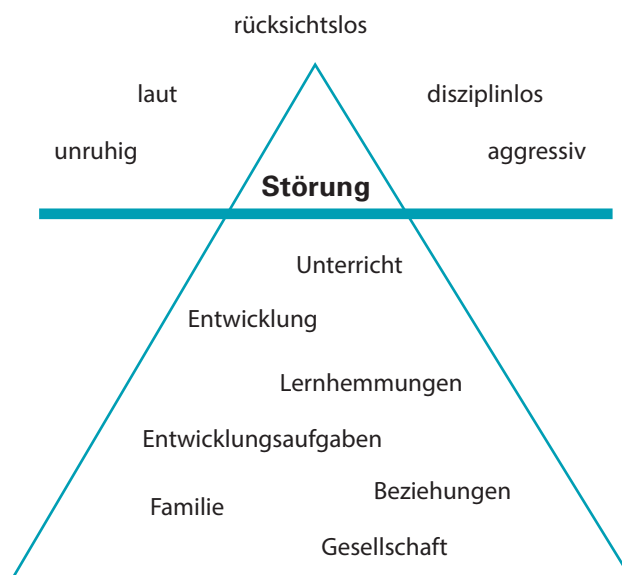 rücksichtslos
laut
disziplinlos
unruhig
aggressiv
Störung
Unterricht
Entwicklung
Lernhemmungen
Entwicklungsaufgaben
Beziehungen
Familie
Gesellschaft